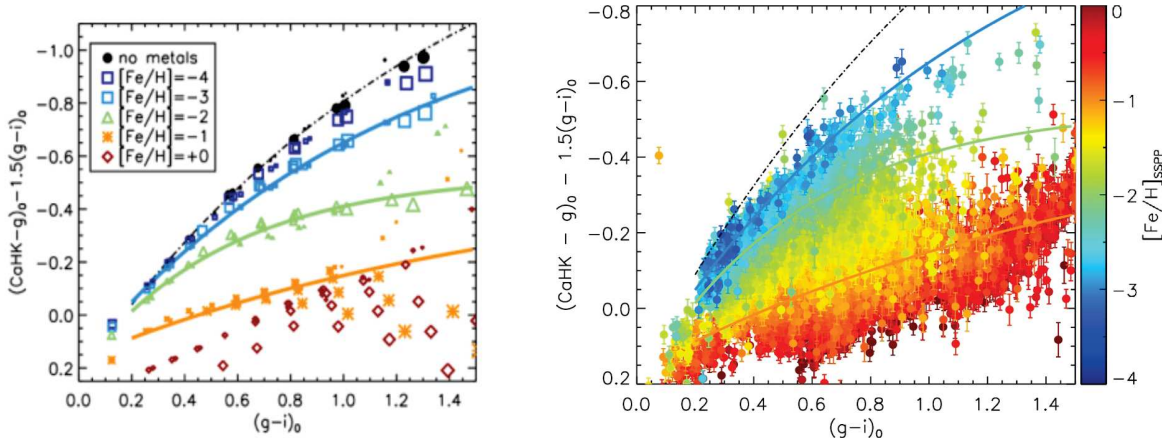 -1.0
-0.8
-0.6
-0.4
-0.2
0.0
0.2
(CaHK−g)₀−1.5(g−i)₀
no metals
[Fe/H]=−4
[Fe/H]=−3
[Fe/H]=−2
[Fe/H]=−1
[Fe/H]=+0
0.0 0.2 0.4 0.6 0.8 1.0 1.2 1.4
(g−i)₀
-0.8
-0.6
-0.4
-0.2
0.0
0.2
(CaHK − g)₀ − 1.5(g−i)₀
0.0 0.2 0.4 0.6 0.8 1.0 1.2 1.4
(g−i)₀
0
−1
−2
−3
−4
[Fe/H]SSPP